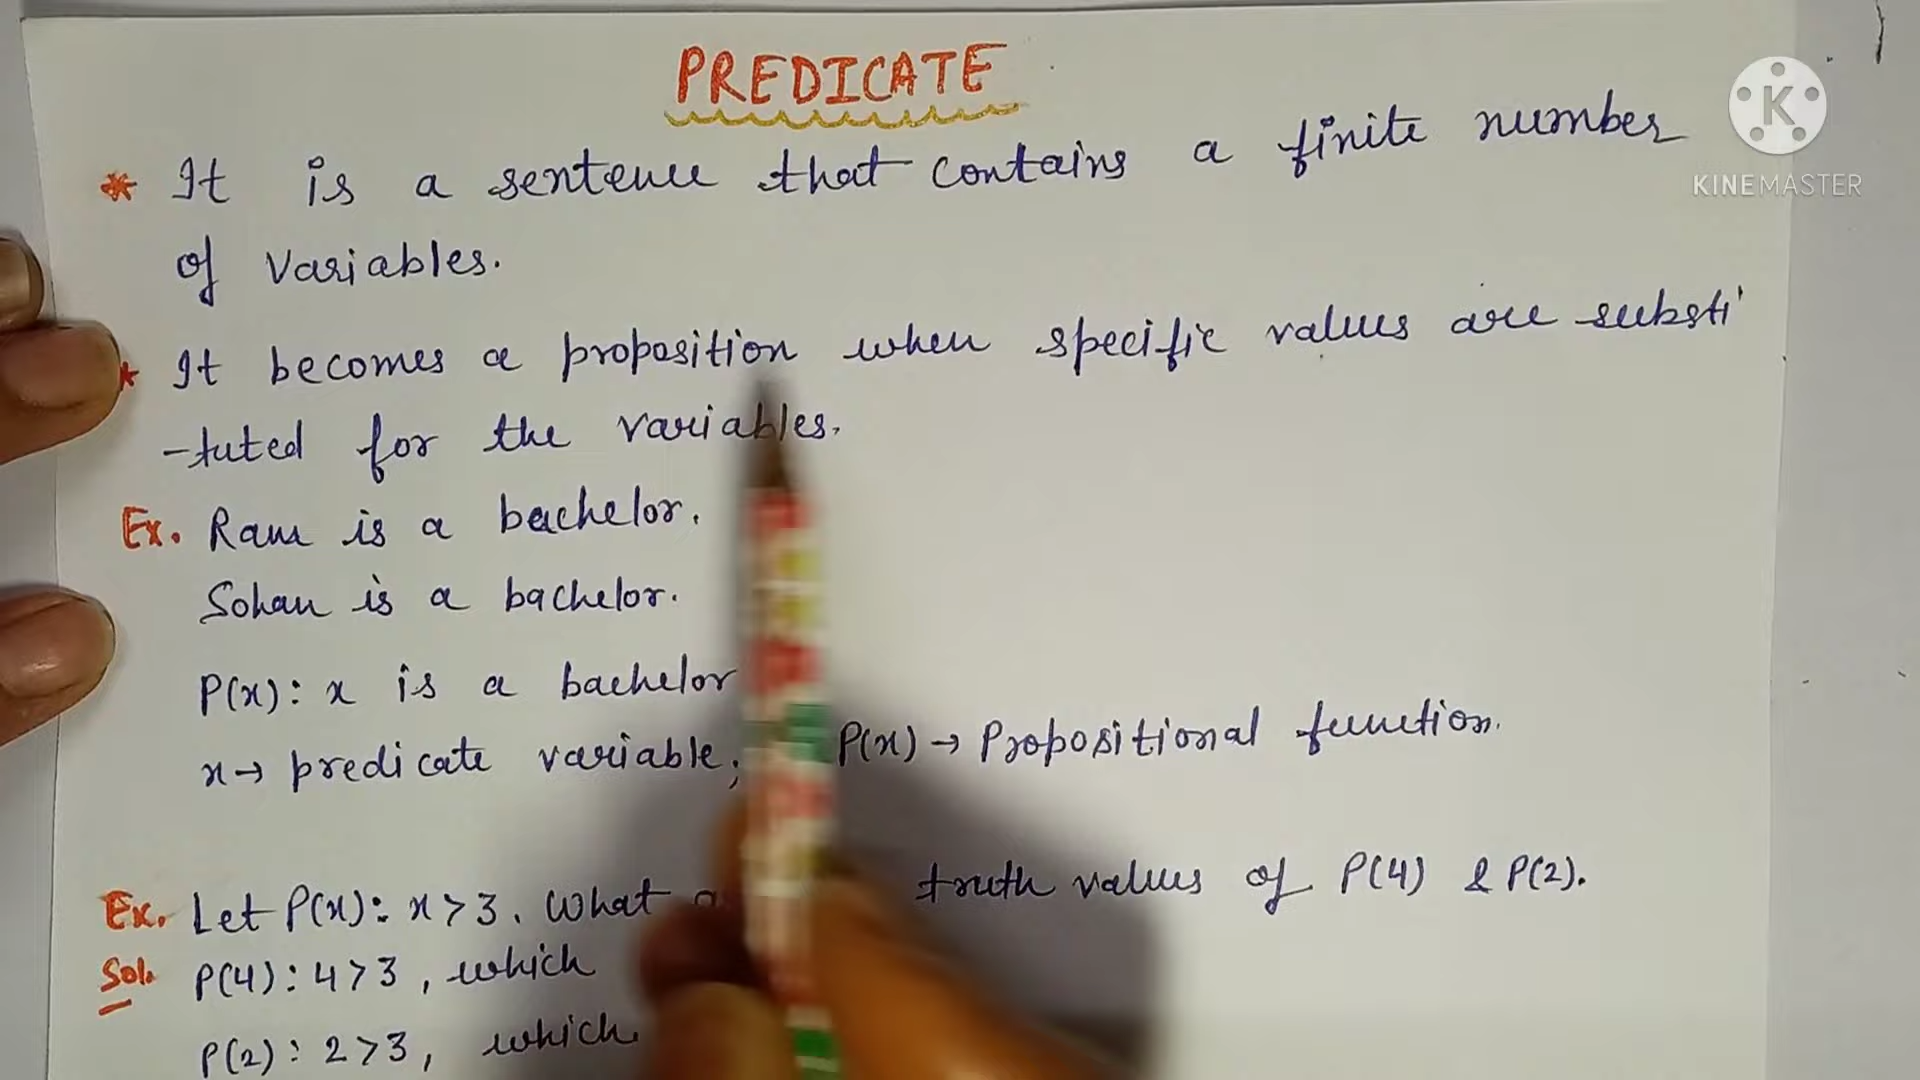 PREDICATE
K
KINEMASTER
* It is a sentence that contains a finite number
of variables.
* It becomes a proposition when specific values are substi
-tuted for the variables.
Ex. Ram is a bachelor.
Sohan is a bachelor.
P(x): x is a bachelor
x → predicate variable; P(x) → Propositional function.
Ex. Let P(x): x > 3. What truth values of P(4) & P(2).
Sol. P(4): 4 > 3, which
P(2): 2 > 3, which